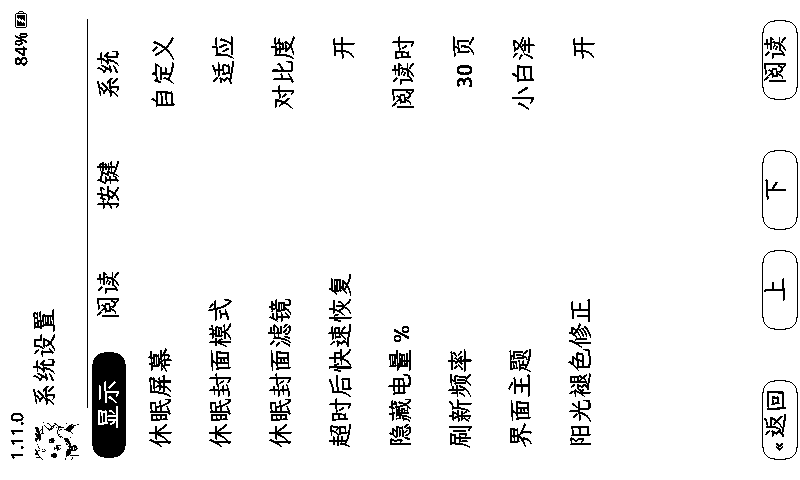 1.11.0 84%
系统设置
显示 阅读 按键 系统
休眠屏幕 自定义
休眠封面模式 适应
休眠封面滤镜 对比度
超时后快速恢复 开
隐藏电量 % 阅读时
刷新频率 30 页
界面主题 小白泽
阳光褪色修正 开
« 返回 上 下 阅读